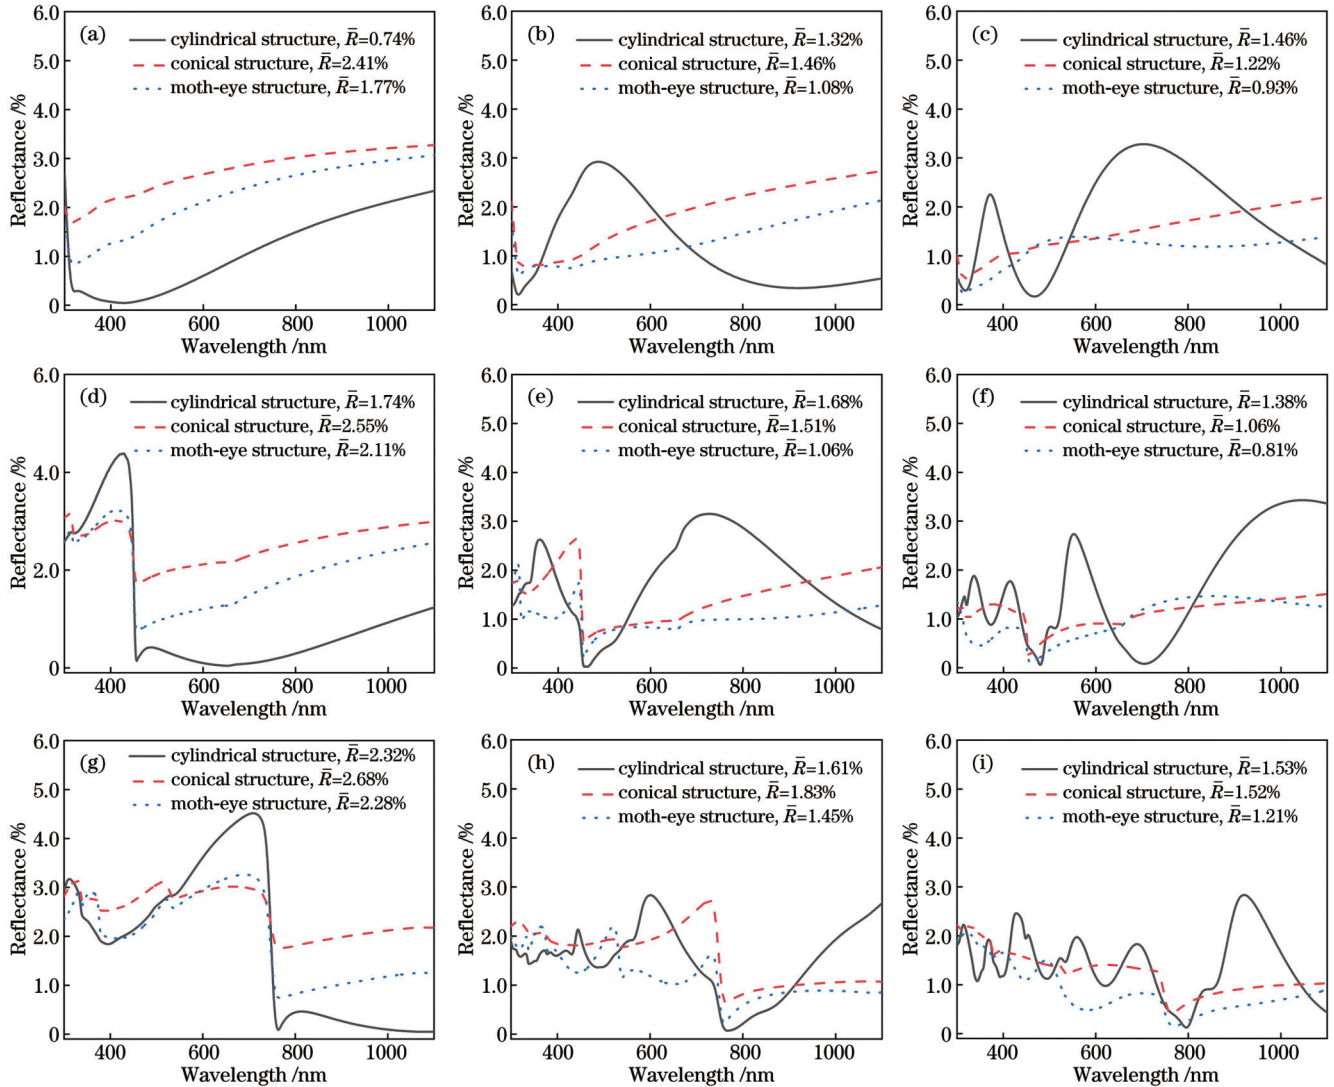 6.0
(a)
cylindrical structure, R̄=0.74%
5.0
conical structure, R̄=2.41%
moth-eye structure, R̄=1.77%
4.0
3.0
2.0
1.0
0
Reflectance /%
400 600 800 1000
Wavelength /nm
6.0
(b)
cylindrical structure, R̄=1.32%
5.0
conical structure, R̄=1.46%
moth-eye structure, R̄=1.08%
4.0
3.0
2.0
1.0
0
Reflectance /%
400 600 800 1000
Wavelength /nm
6.0
(c)
cylindrical structure, R̄=1.46%
5.0
conical structure, R̄=1.22%
moth-eye structure, R̄=0.93%
4.0
3.0
2.0
1.0
0
Reflectance /%
400 600 800 1000
Wavelength /nm
6.0
(d)
cylindrical structure, R̄=1.74%
5.0
conical structure, R̄=2.55%
moth-eye structure, R̄=2.11%
4.0
3.0
2.0
1.0
0
Reflectance /%
400 600 800 1000
Wavelength /nm
6.0
(e)
cylindrical structure, R̄=1.68%
5.0
conical structure, R̄=1.51%
moth-eye structure, R̄=1.06%
4.0
3.0
2.0
1.0
0
Reflectance /%
400 600 800 1000
Wavelength /nm
6.0
(f)
cylindrical structure, R̄=1.38%
5.0
conical structure, R̄=1.06%
moth-eye structure, R̄=0.81%
4.0
3.0
2.0
1.0
0
Reflectance /%
400 600 800 1000
Wavelength /nm
6.0
(g)
cylindrical structure, R̄=2.32%
conical structure, R̄=2.68%
5.0
moth-eye structure, R̄=2.28%
4.0
3.0
2.0
1.0
0
Reflectance /%
400 600 800 1000
Wavelength /nm
6.0
(h)
cylindrical structure, R̄=1.61%
5.0
conical structure, R̄=1.83%
moth-eye structure, R̄=1.45%
4.0
3.0
2.0
1.0
0
Reflectance /%
400 600 800 1000
Wavelength /nm
6.0
(i)
cylindrical structure, R̄=1.53%
5.0
conical structure, R̄=1.52%
moth-eye structure, R̄=1.21%
4.0
3.0
2.0
1.0
0
Reflectance /%
400 600 800 1000
Wavelength /nm